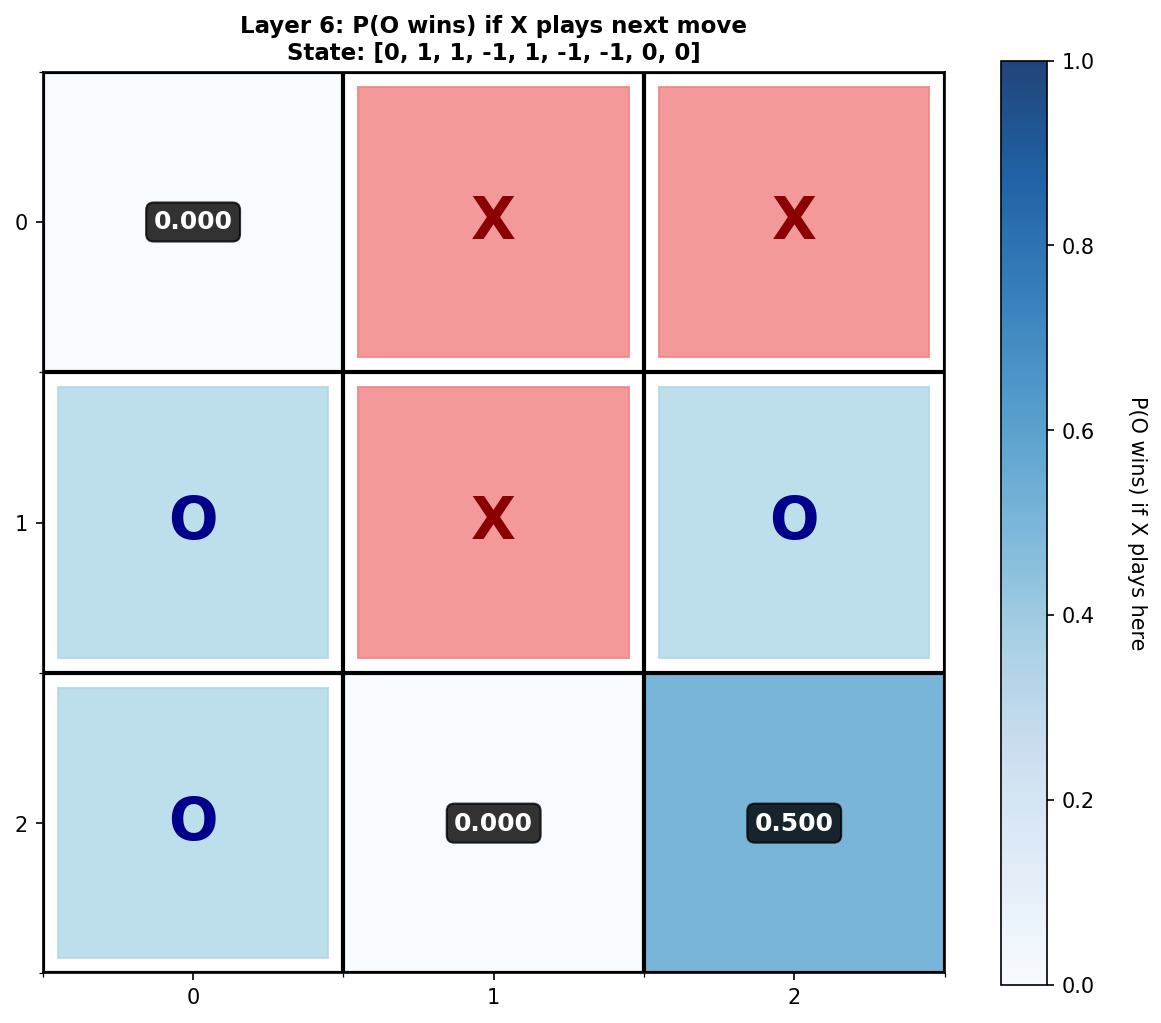 Layer 6: P(O wins) if X plays next move
State: [0, 1, 1, -1, 1, -1, -1, 0, 0]
0
0.000
X
X
1
O
X
O
2
O
0.000
0.500
0
1
2
1.0
0.8
0.6
0.4
0.2
0.0
P(O wins) if X plays here